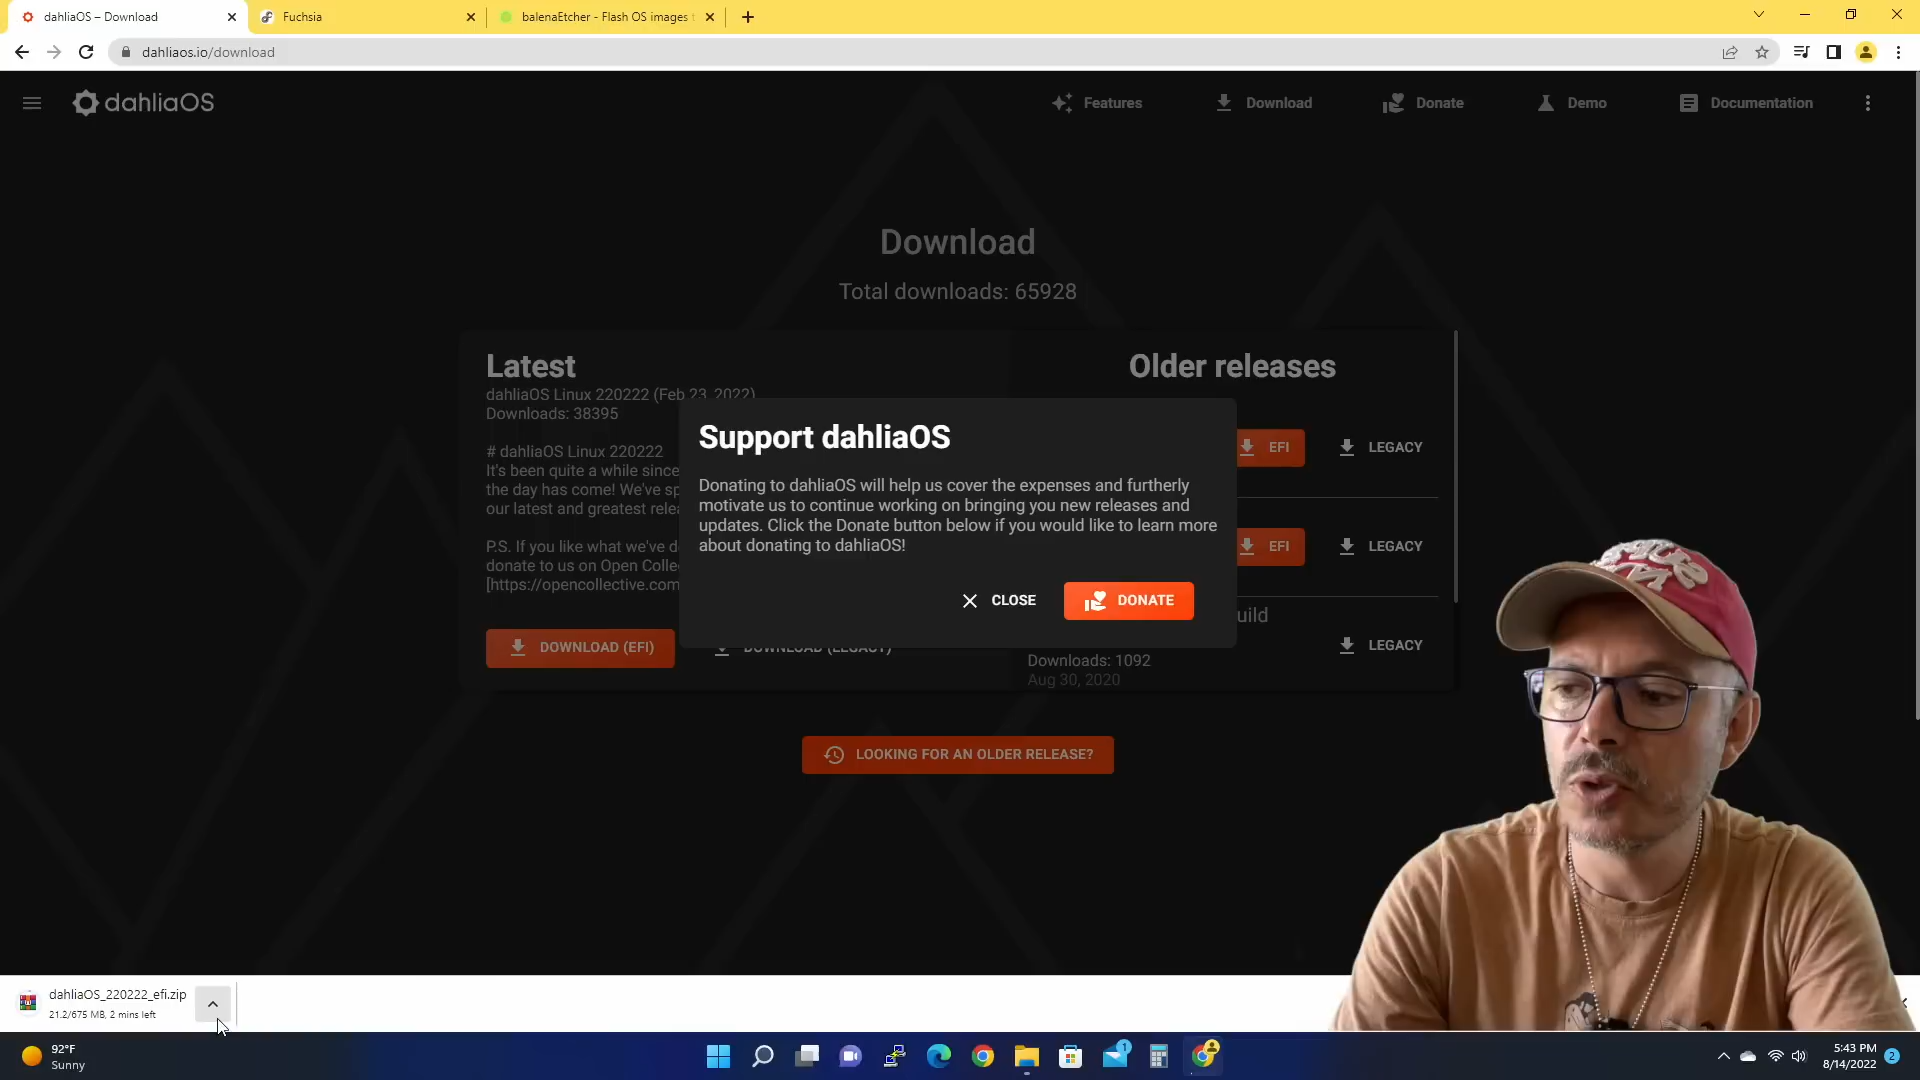 dahliaOS – Download
Fuchsia
balenaEtcher - Flash OS images t
dahliaos.io/download
dahliaOS
Features
Download
Donate
Demo
Documentation
Download
Total downloads: 65928
Latest
dahliaOS Linux 220222 (Feb 23, 2022)
Downloads: 38395
# dahliaOS Linux 220222
It's been quite a while since
the day has come! We've sp
our latest and greatest relea
P.S. If you like what we've d
donate to us on Open Colle
[https://opencollective.com
DOWNLOAD (EFI)
DOWNLOAD (LEGACY)
Older releases
EFI
LEGACY
EFI
LEGACY
uild
LEGACY
Downloads: 1092
Aug 30, 2020
Support dahliaOS
Donating to dahliaOS will help us cover the expenses and furtherly
motivate us to continue working on bringing you new releases and
updates. Click the Donate button below if you would like to learn more
about donating to dahliaOS!
CLOSE
DONATE
LOOKING FOR AN OLDER RELEASE?
dahliaOS_220222_efi.zip
21.2/675 MB, 2 mins left
92°F
Sunny
1
5:43 PM
8/14/2022
2